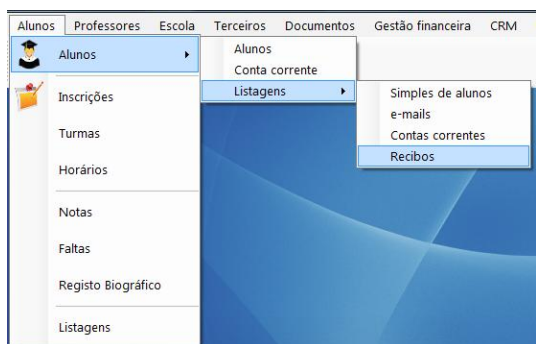 Alunos Professores Escola Terceiros Documentos Gestão financeira CRM
Alunos
Inscrições
Turmas
Horários
Notas
Faltas
Registo Biográfico
Listagens
Alunos
Conta corrente
Listagens
Simples de alunos
e-mails
Contas correntes
Recibos